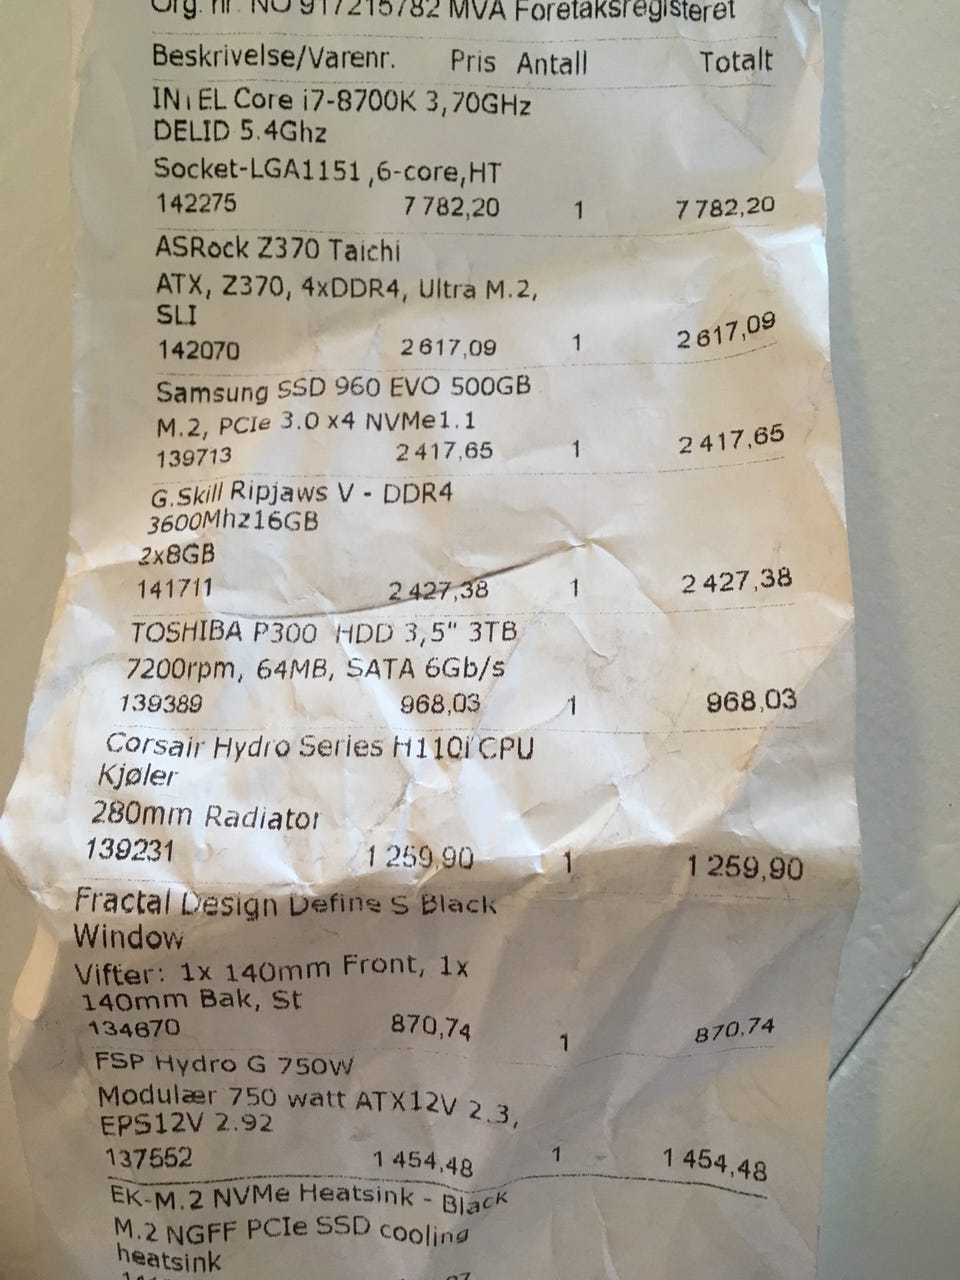 Org. nr. NO 917215782 MVA Foretaksregisteret
Beskrivelse/Varenr. Pris Antall Totalt
INTEL Core i7-8700K 3,70GHz
DELID 5.4Ghz
Socket-LGA1151 ,6-core,HT
142275 7 782,20 1 7 782,20
ASRock Z370 Taichi
ATX, Z370, 4xDDR4, Ultra M.2,
SLI
142070 2 617,09 1 2 617,09
Samsung SSD 960 EVO 500GB
M.2, PCIe 3.0 x4 NVMe1.1
139713 2 417,65 1 2 417,65
G.Skill Ripjaws V - DDR4
3600Mhz16GB
2x8GB
141711 2 427,38 1 2 427,38
TOSHIBA P300 HDD 3,5" 3TB
7200rpm, 64MB, SATA 6Gb/s
139389 968,03 1 968,03
Corsair Hydro Series H110i CPU
Kjøler
280mm Radiator
139231 1 259,90 1 1 259,90
Fractal Design Define S Black
Window
Vifter: 1x 140mm Front, 1x
140mm Bak, St
134670 870,74 1 870,74
FSP Hydro G 750W
Modulær 750 watt ATX12V 2.3,
EPS12V 2.92
137552 1 454,48 1 1 454,48
EK-M.2 NVMe Heatsink - Black
M.2 NGFF PCIe SSD cooling
heatsink